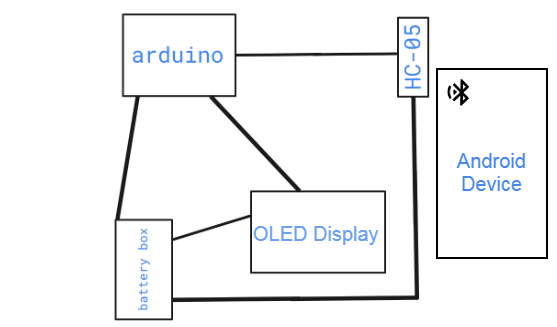 arduino
HC-05
Android
Device
OLED Display
battery box